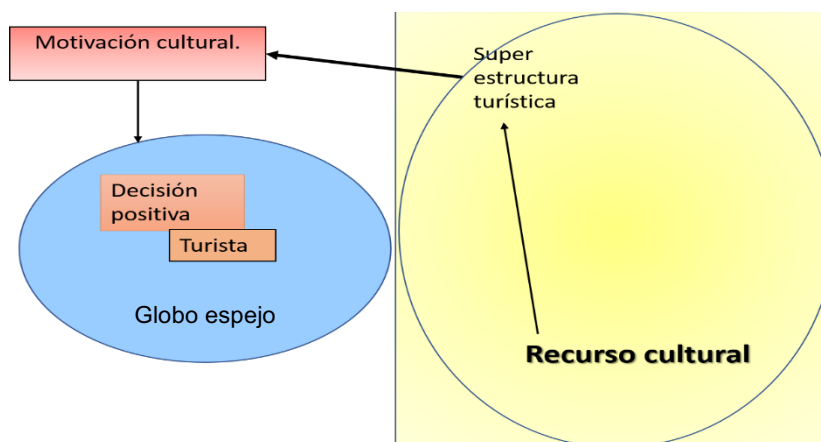 Motivación cultural.
Super
estructura
turística
Decisión
positiva
Turista
Globo espejo
Recurso cultural